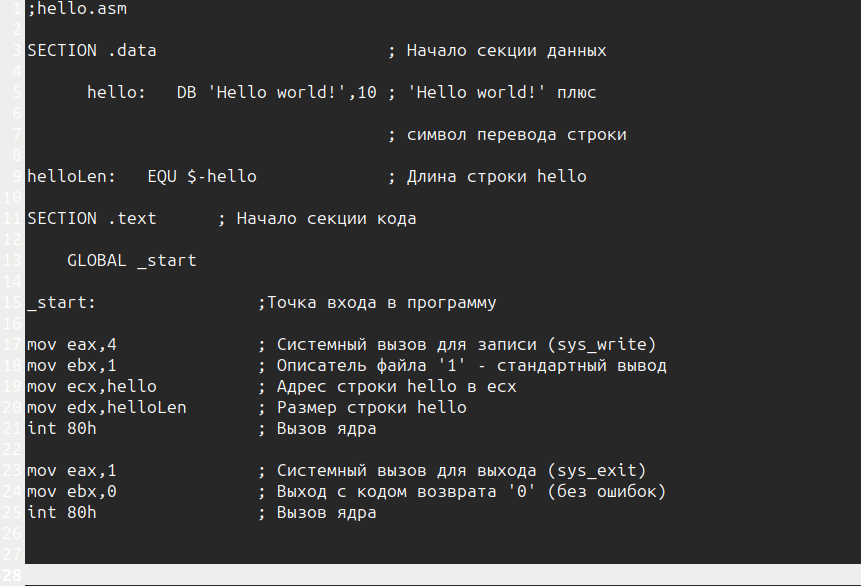 1 ;hello.asm
2
3 SECTION .data ; Начало секции данных
4
5 hello: DB 'Hello world!',10 ; 'Hello world!' плюс
6
7 ; символ перевода строки
8
9 helloLen: EQU $-hello ; Длина строки hello
10
11 SECTION .text ; Начало секции кода
12
13 GLOBAL _start
14
15 _start: ;Точка входа в программу
16
17 mov eax,4 ; Системный вызов для записи (sys_write)
18 mov ebx,1 ; Описатель файла '1' - стандартный вывод
19 mov ecx,hello ; Адрес строки hello в ecx
20 mov edx,helloLen ; Размер строки hello
21 int 80h ; Вызов ядра
22
23 mov eax,1 ; Системный вызов для выхода (sys_exit)
24 mov ebx,0 ; Выход с кодом возврата '0' (без ошибок)
25 int 80h ; Вызов ядра
26
27
28